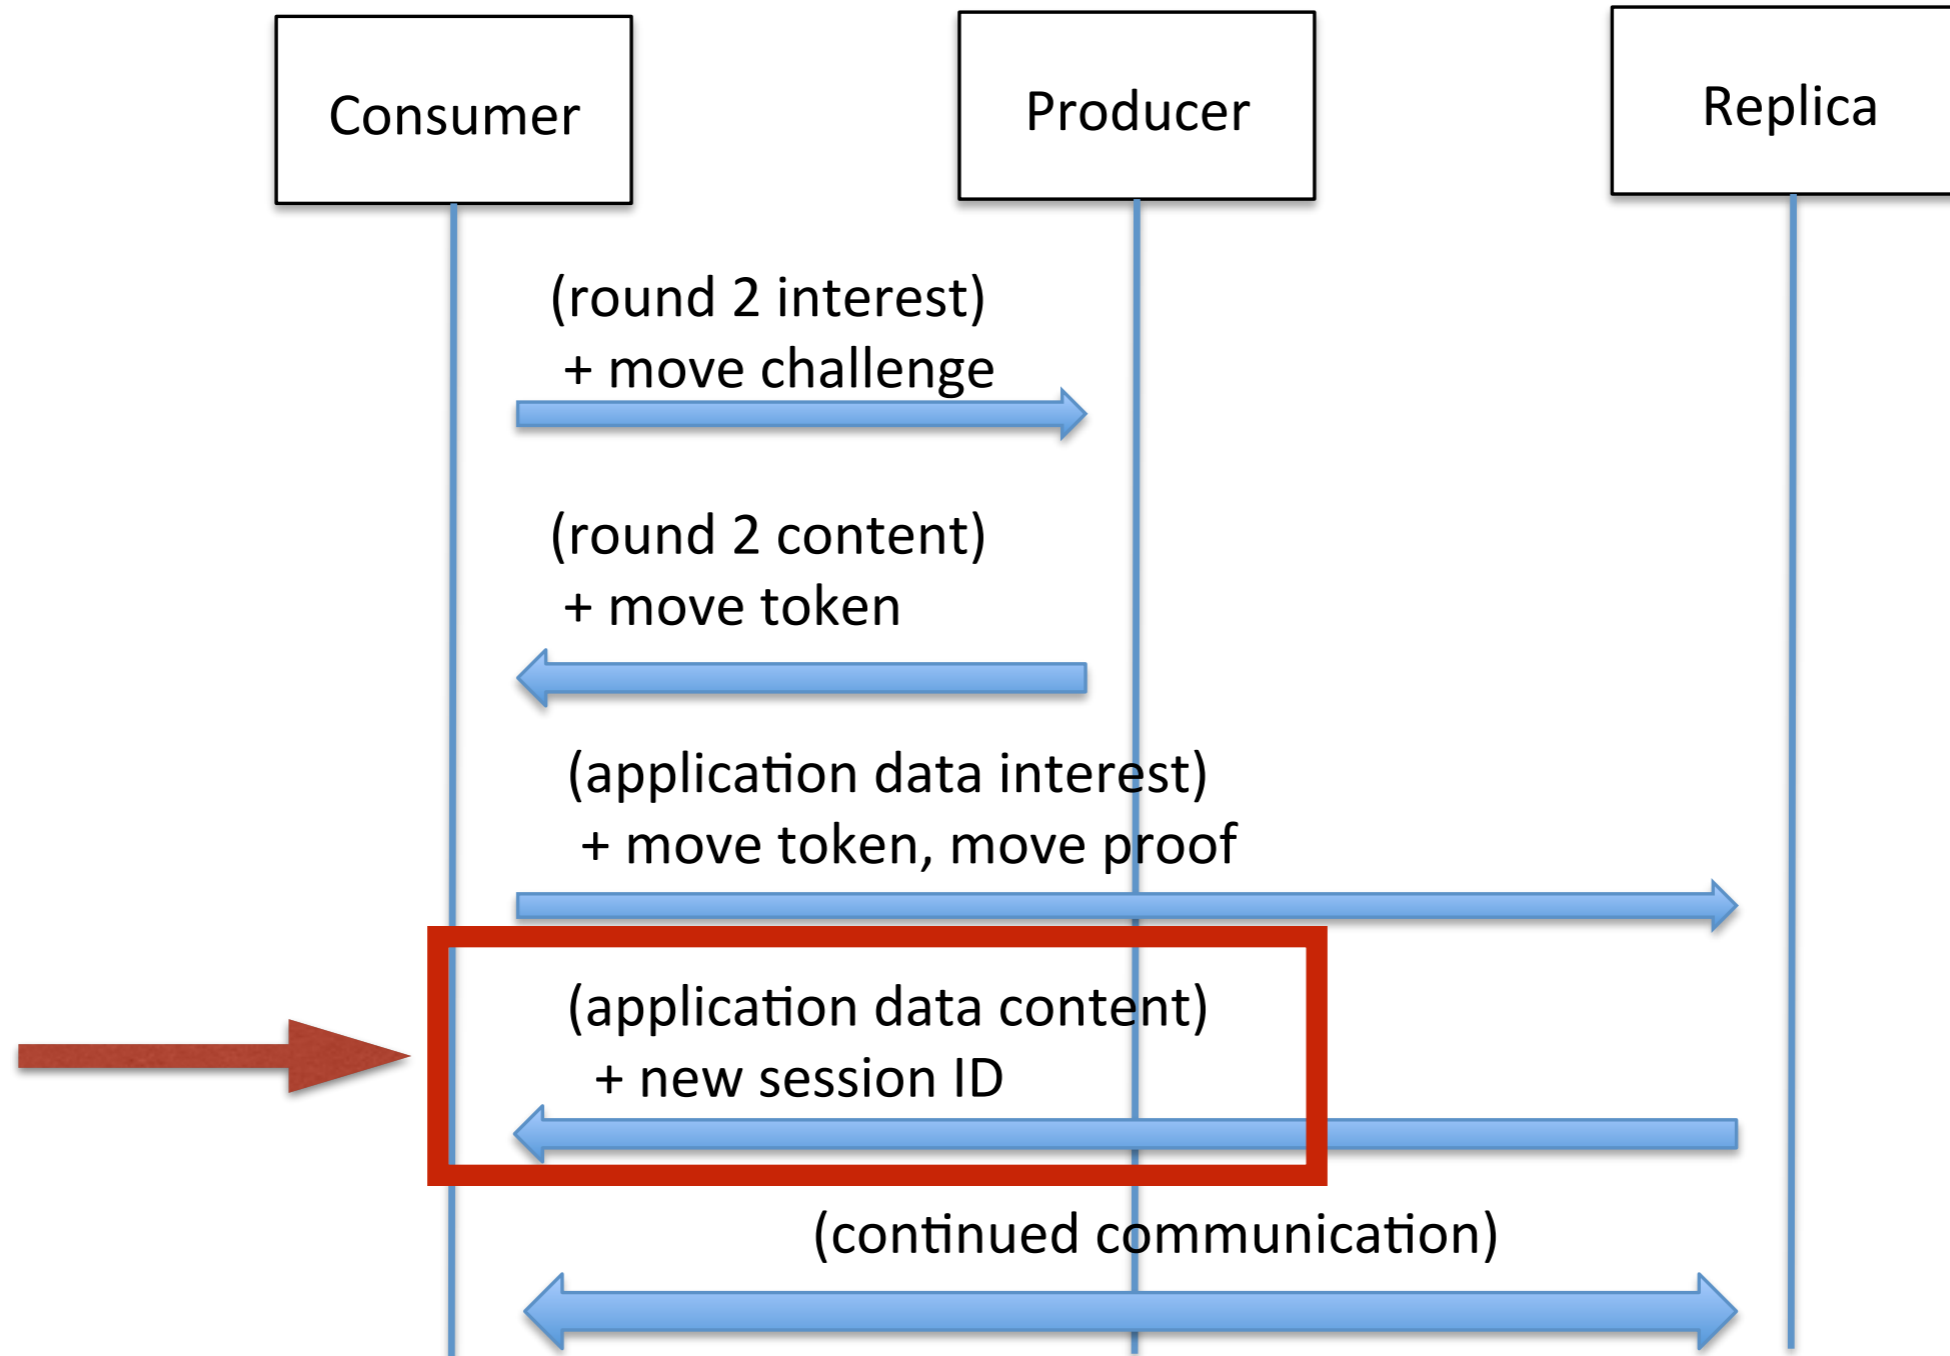 Consumer
Producer
Replica
(round 2 interest)
+ move challenge
(round 2 content)
+ move token
(application data interest)
+ move token, move proof
(application data content)
+ new session ID
(continued communication)